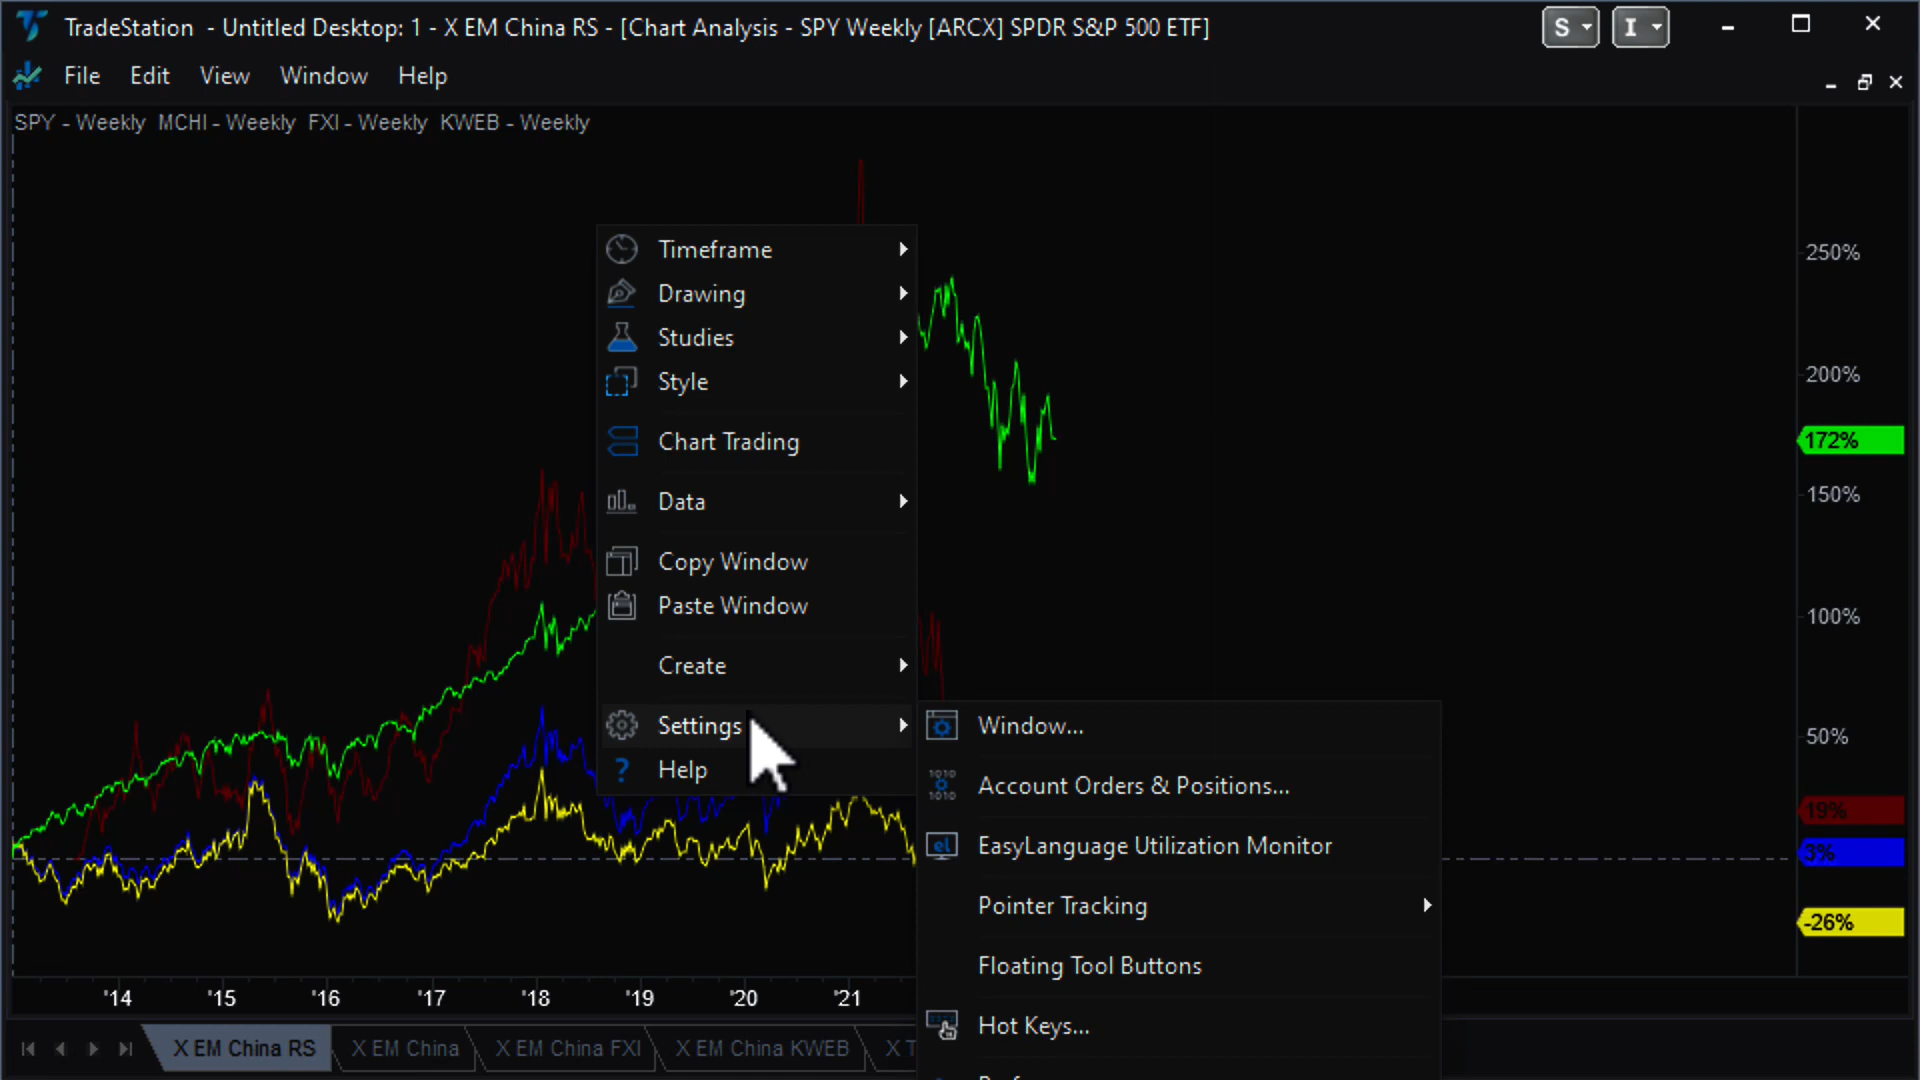 TradeStation - Untitled Desktop: 1 - X EM China RS - [Chart Analysis - SPY Weekly [ARCX] SPDR S&P 500 ETF]
S I
File Edit View Window Help
SPY - Weekly MCHI - Weekly FXI - Weekly KWEB - Weekly
Timeframe
Drawing
Studies
Style
Chart Trading
Data
Copy Window
Paste Window
Create
Settings
? Help
Window...
1010
1010
Account Orders & Positions...
el EasyLanguage Utilization Monitor
Pointer Tracking
Floating Tool Buttons
Hot Keys...
250%
200%
172%
150%
100%
50%
19%
3%
-26%
'14 '15 '16 '17 '18 '19 '20 '21
X EM China RS X EM China X EM China FXI X EM China KWEB